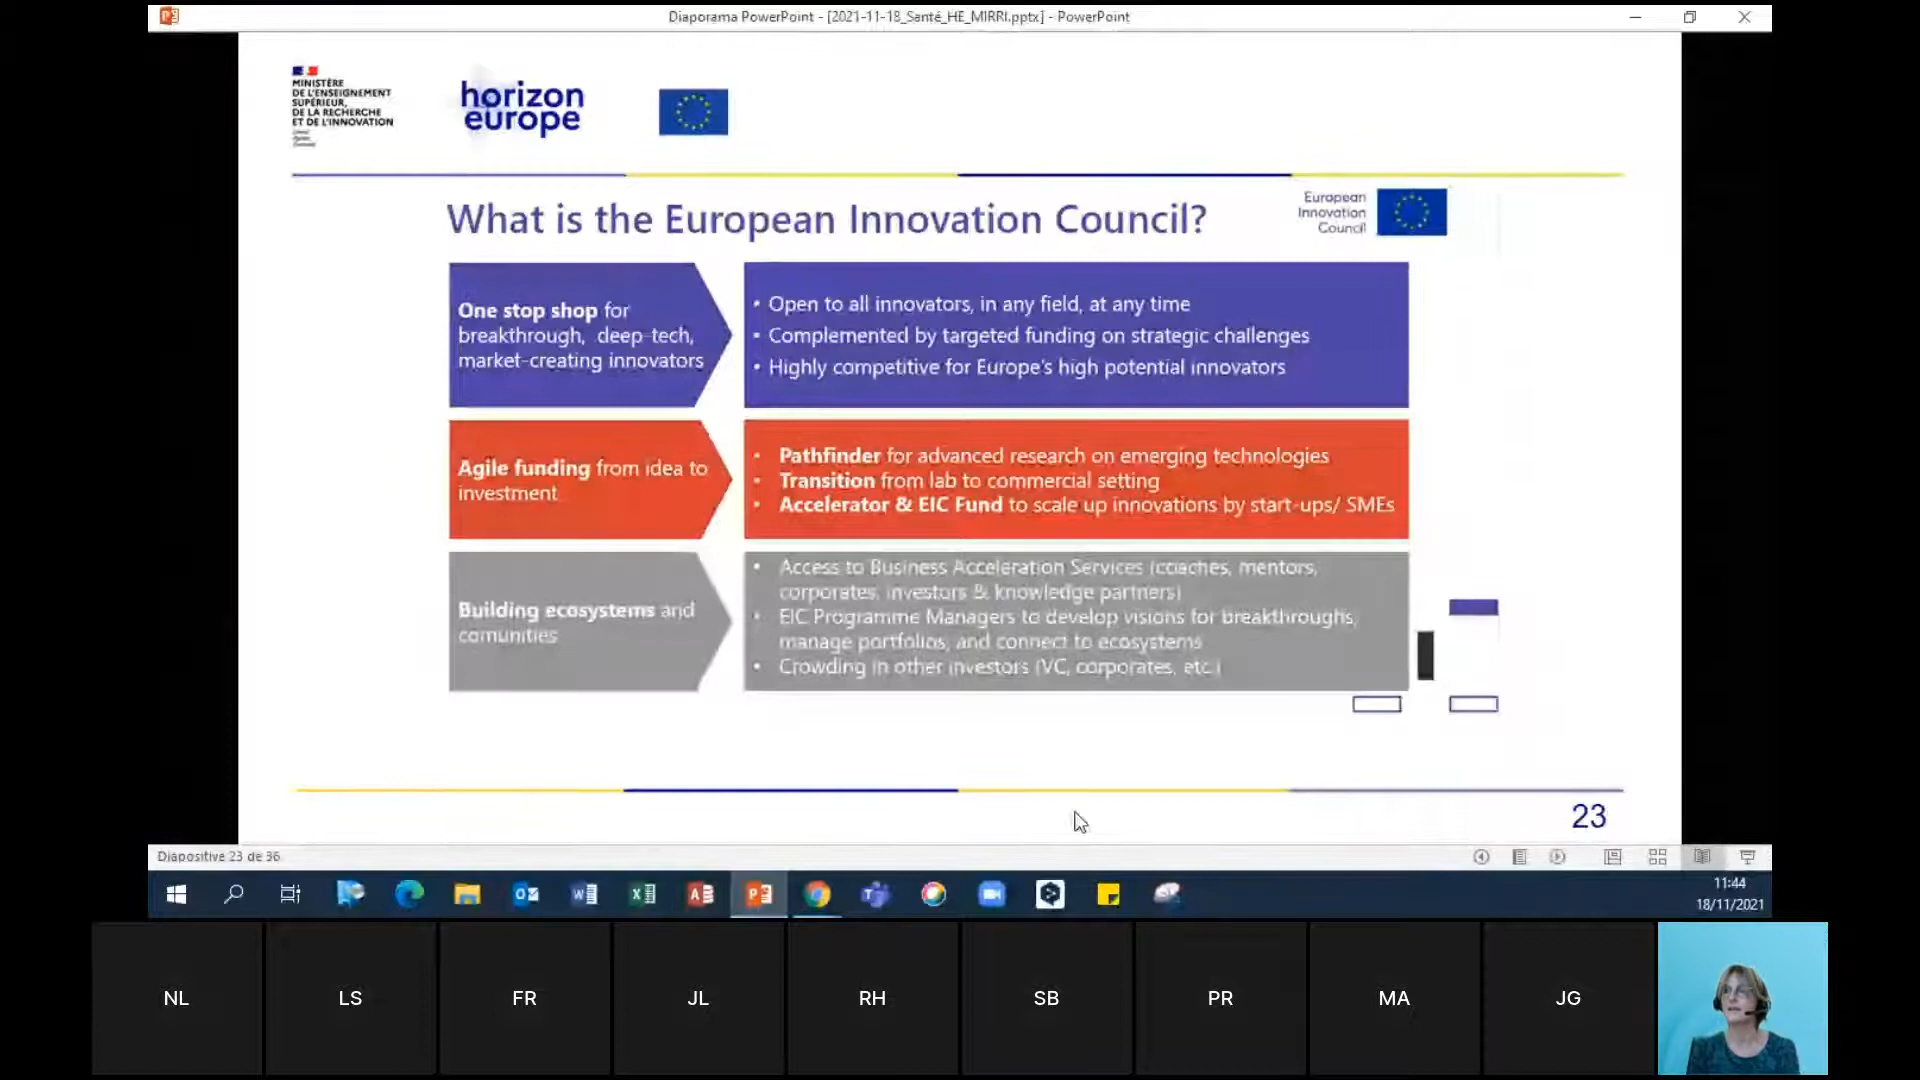 Diaporama PowerPoint - [2021-11-18_Santé_HE_MIRRI.pptx] - PowerPoint
MINISTÈRE
DE L'ENSEIGNEMENT
SUPÉRIEUR,
DE LA RECHERCHE
ET DE L'INNOVATION
horizon
europe
What is the European Innovation Council?
European
Innovation
Council
One stop shop for
breakthrough, deep-tech,
market-creating innovators
• Open to all innovators, in any field, at any time
• Complemented by targeted funding on strategic challenges
• Highly competitive for Europe's high potential innovators
Agile funding from idea to
investment
• Pathfinder for advanced research on emerging technologies
• Transition from lab to commercial setting
• Accelerator & EIC Fund to scale up innovations by start-ups/ SMEs
Building ecosystems and
comunities
• Access to Business Acceleration Services (coaches, mentors,
corporates, investors & knowledge partners)
• EIC Programme Managers to develop visions for breakthroughs,
manage portfolios, and connect to ecosystems
• Crowding in other investors (VC, corporates, etc.)
23
Diapositive 23 de 36
11:44
18/11/2021
NL
LS
FR
JL
RH
SB
PR
MA
JG